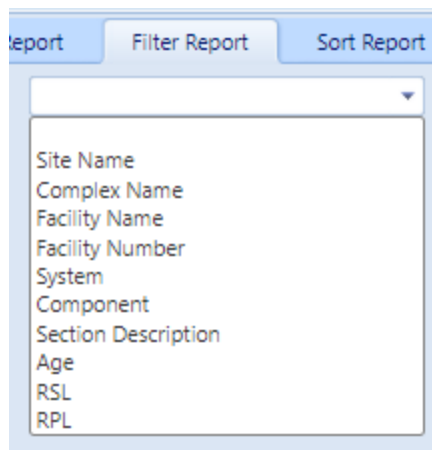 Report Filter Report Sort Report
Site Name
Complex Name
Facility Name
Facility Number
System
Component
Section Description
Age
RSL
RPL